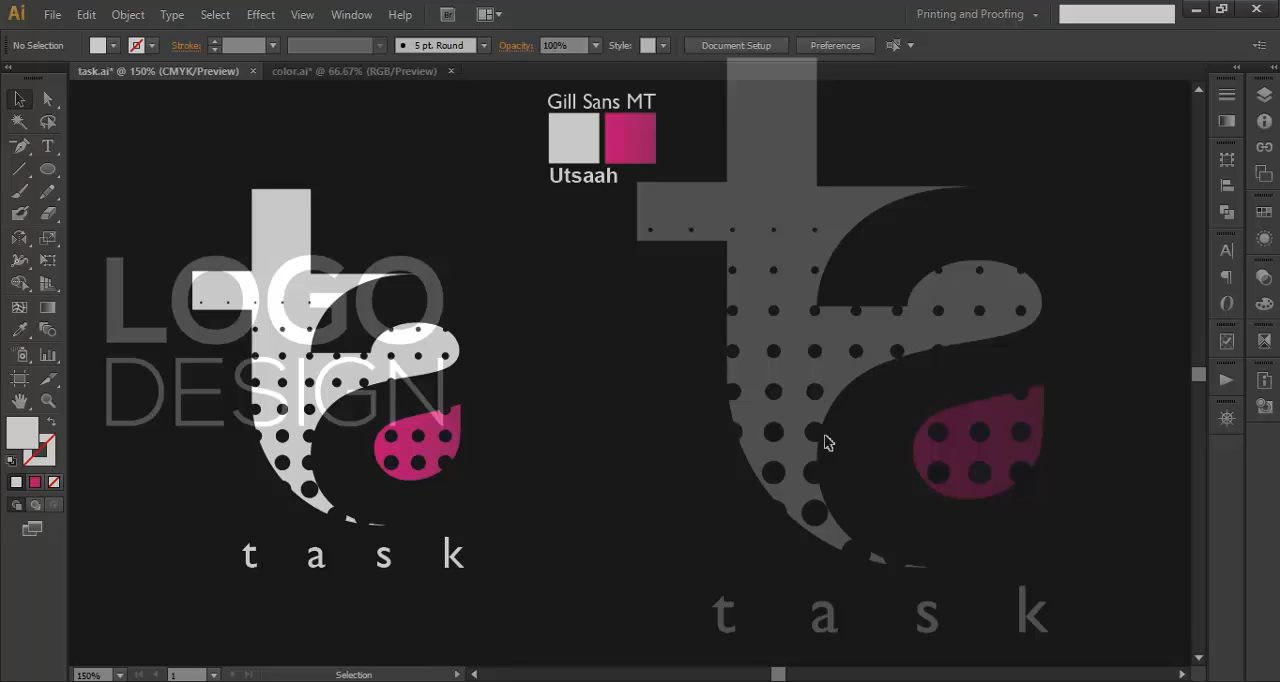 Ai File Edit Object Type Select Effect View Window Help Br Printing and Proofing
No Selection Stroke: 5 pt. Round Opacity: 100% Style: Document Setup Preferences
task.ai* @ 150% (CMYK/Preview) × color.ai* @ 66.67% (RGB/Preview) ×
Gill Sans MT
Utsaah
LOGO
DESIGN
t a s k
t a s k
150% 1 Selection